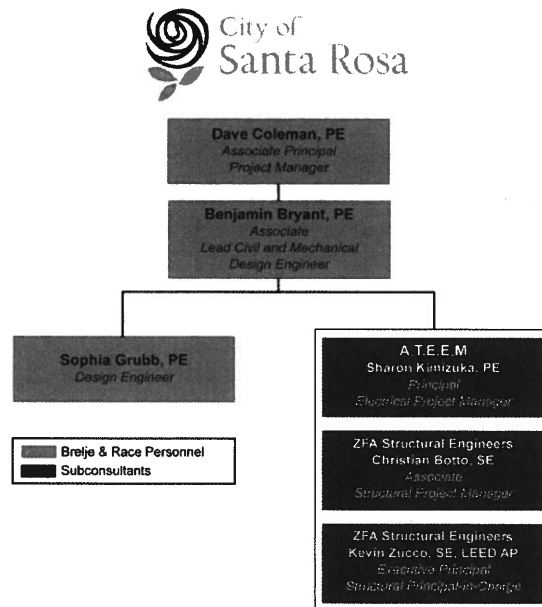 City of
Santa Rosa
Dave Coleman, PE
Associate Principal
Project Manager
Benjamin Bryant, PE
Associate
Lead Civil and Mechanical
Design Engineer
Sophia Grubb, PE
Design Engineer
A.T.E.E.M
Sharon Kimizuka, PE
Principal
Electrical Project Manager
ZFA Structural Engineers
Christian Botto, SE
Associate
Structural Project Manager
ZFA Structural Engineers
Kevin Zucco, SE, LEED AP
Executive Principal
Structural Principal-in-Charge
Brelje & Race Personnel
Subconsultants